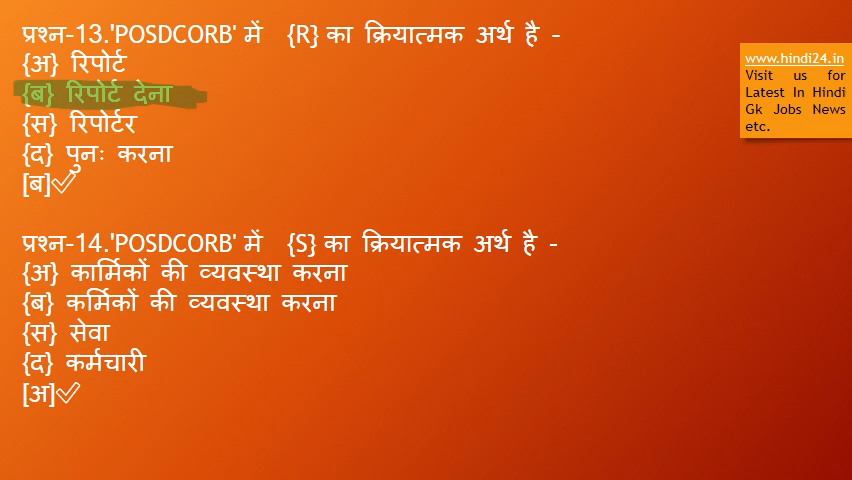 प्रश्न-13.'POSDCORB' में {R} का क्रियात्मक अर्थ है -
{अ} रिपोर्ट
{ब} रिपोर्ट देना
{स} रिपोर्टर
{द} पुनः करना
[ब]✓
प्रश्न-14.'POSDCORB' में {S} का क्रियात्मक अर्थ है -
{अ} कार्मिकों की व्यवस्था करना
{ब} कर्मिकों की व्यवस्था करना
{स} सेवा
{द} कर्मचारी
[अ]✓
www.hindi24.in
Visit us for
Latest In Hindi
Gk Jobs News
etc.